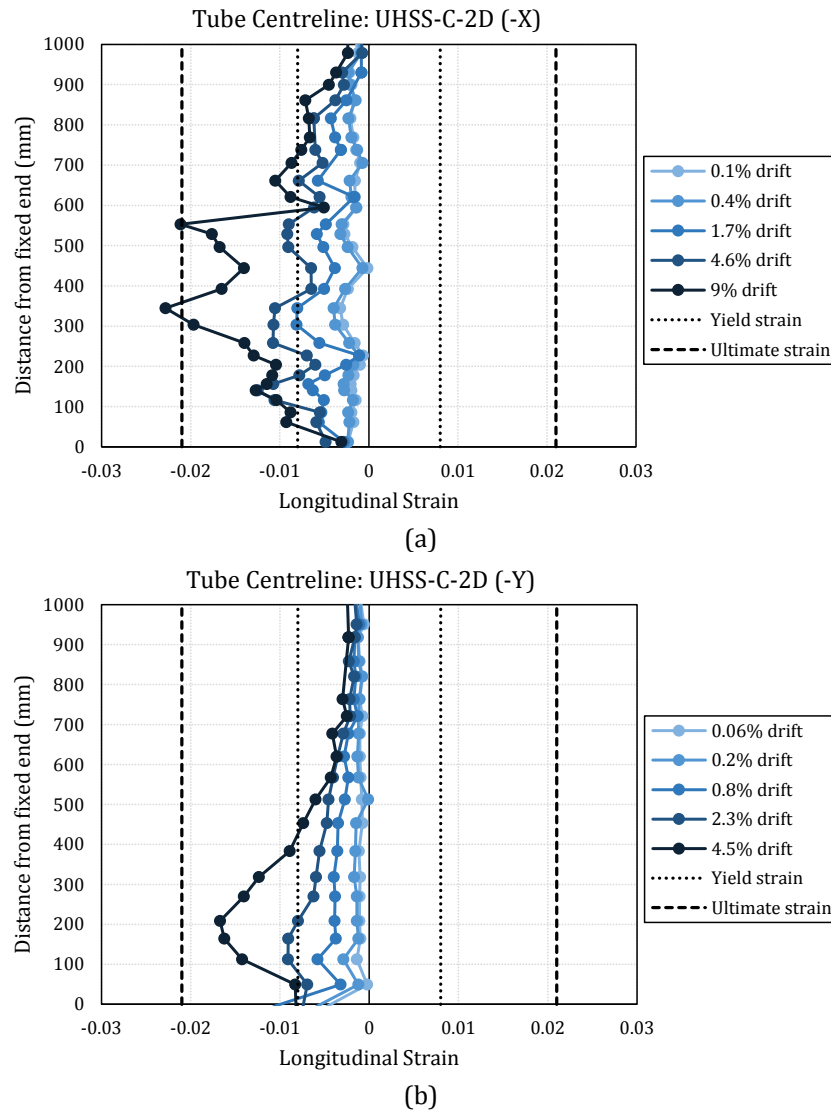 Tube Centreline: UHSS-C-2D (-X)
1000
900
800
700
600
500
400
300
200
100
0
Distance from fixed end (mm)
-0.03 -0.02 -0.01 0 0.01 0.02 0.03
Longitudinal Strain
0.1% drift
0.4% drift
1.7% drift
4.6% drift
9% drift
Yield strain
Ultimate strain
(a)
Tube Centreline: UHSS-C-2D (-Y)
1000
900
800
700
600
500
400
300
200
100
0
Distance from fixed end (mm)
-0.03 -0.02 -0.01 0 0.01 0.02 0.03
Longitudinal Strain
0.06% drift
0.2% drift
0.8% drift
2.3% drift
4.5% drift
Yield strain
Ultimate strain
(b)